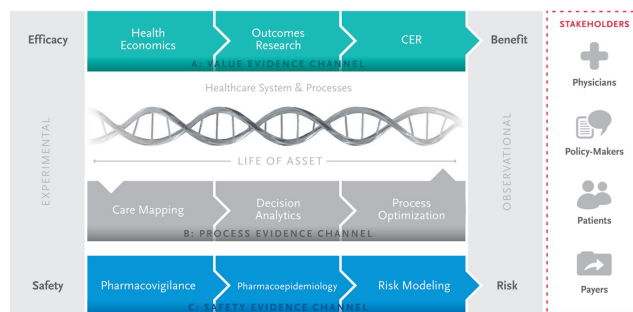 Efficacy
Health
Economics
Outcomes
Research
CER
Benefit
A: VALUE EVIDENCE CHANNEL
Healthcare System & Processes
EXPERIMENTAL
LIFE OF ASSET
OBSERVATIONAL
Care Mapping
Decision
Analytics
Process
Optimization
B: PROCESS EVIDENCE CHANNEL
Safety
Pharmacovigilance
Pharmacoepidemiology
Risk Modeling
Risk
C: SAFETY EVIDENCE CHANNEL
STAKEHOLDERS
Physicians
Policy-Makers
Patients
Payers